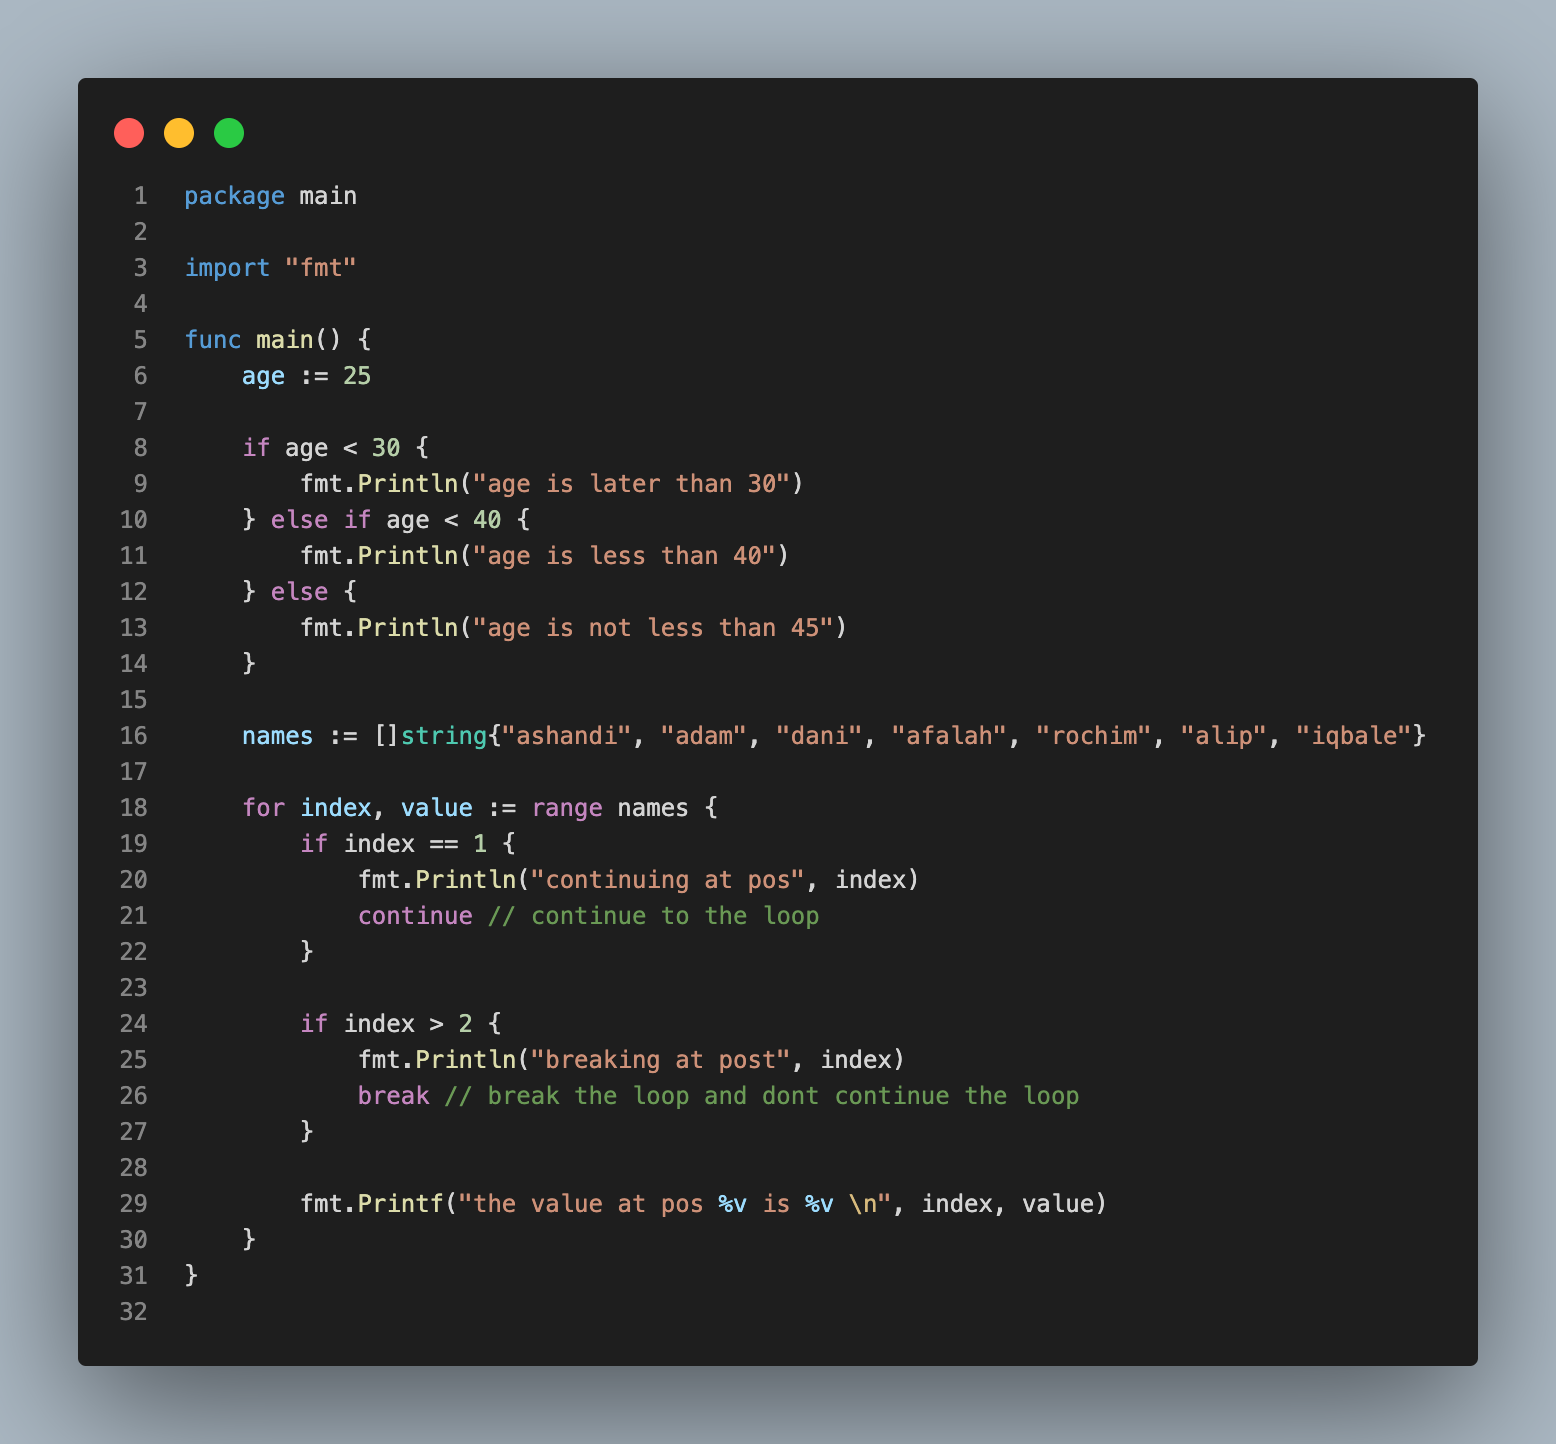 1 package main
2
3 import "fmt"
4
5 func main() {
6     age := 25
7
8     if age < 30 {
9         fmt.Println("age is later than 30")
10     } else if age < 40 {
11         fmt.Println("age is less than 40")
12     } else {
13         fmt.Println("age is not less than 45")
14     }
15
16     names := []string{"ashandi", "adam", "dani", "afalah", "rochim", "alip", "iqbale"}
17
18     for index, value := range names {
19         if index == 1 {
20             fmt.Println("continuing at pos", index)
21             continue // continue to the loop
22         }
23
24         if index > 2 {
25             fmt.Println("breaking at post", index)
26             break // break the loop and dont continue the loop
27         }
28
29         fmt.Printf("the value at pos %v is %v \n", index, value)
30     }
31 }
32